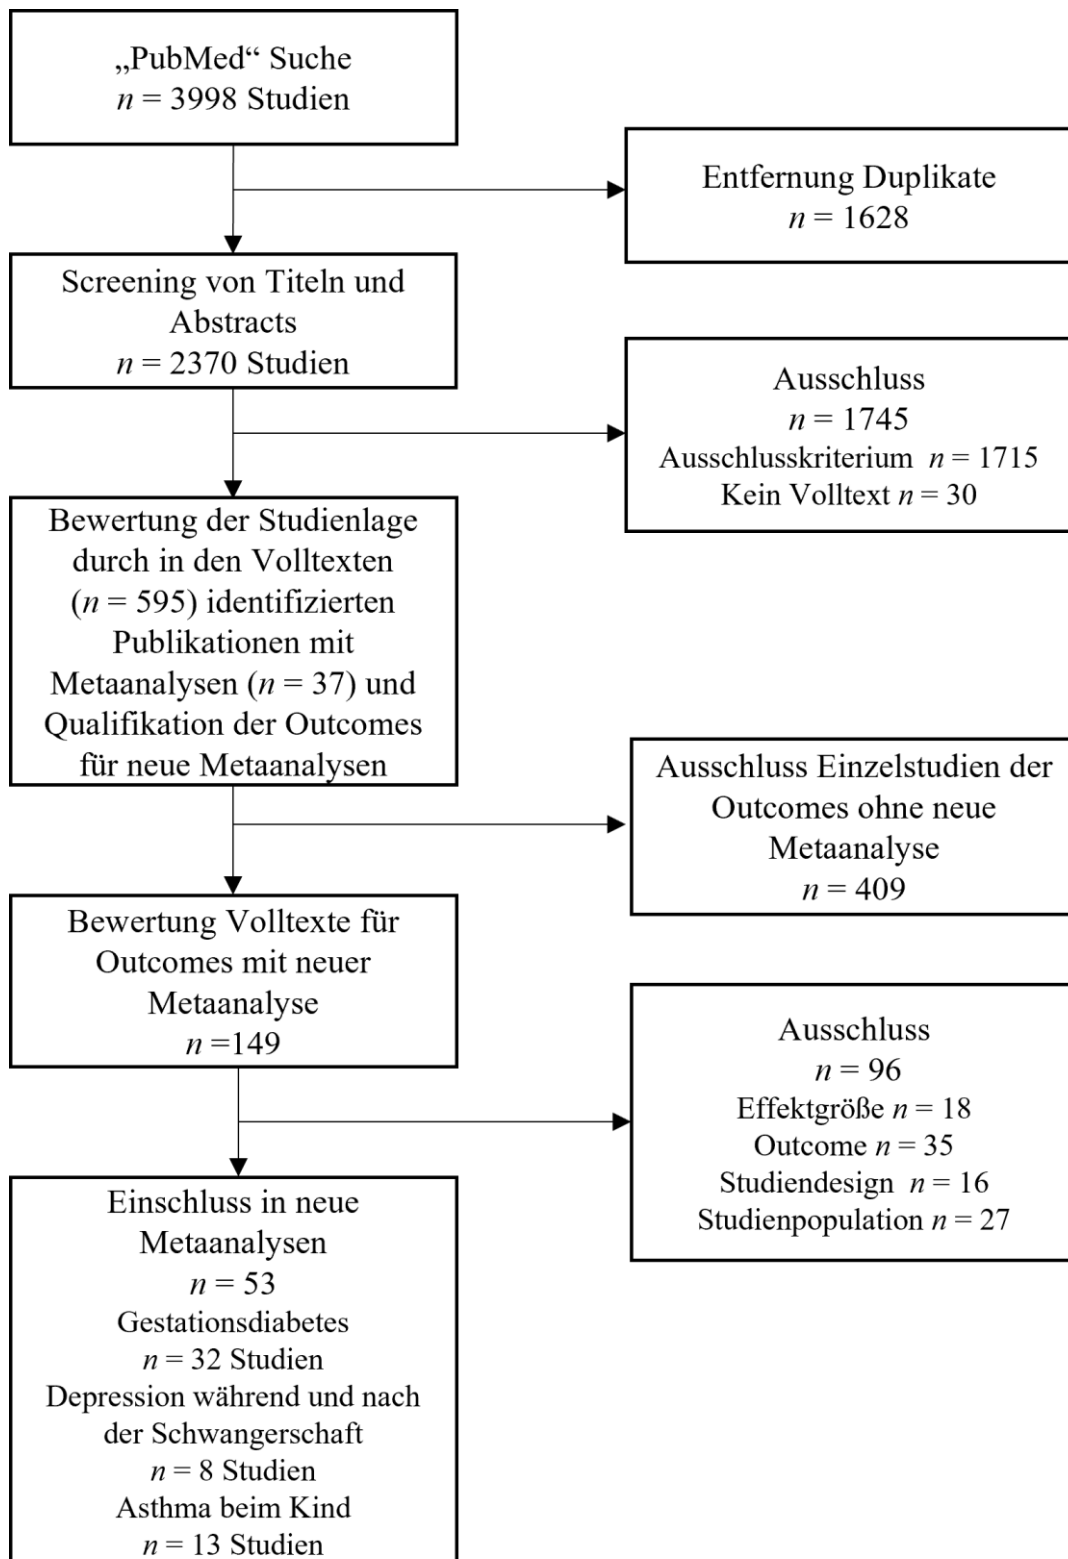 „PubMed“ Suche
n = 3998 Studien
Entfernung Duplikate
n = 1628
Screening von Titeln und
Abstracts
n = 2370 Studien
Ausschluss
n = 1745
Ausschlusskriterium n = 1715
Kein Volltext n = 30
Bewertung der Studienlage
durch in den Volltexten
(n = 595) identifizierten
Publikationen mit
Metaanalysen (n = 37) und
Qualifikation der Outcomes
für neue Metaanalysen
Ausschluss Einzelstudien der
Outcomes ohne neue
Metaanalyse
n = 409
Bewertung Volltexte für
Outcomes mit neuer
Metaanalyse
n =149
Ausschluss
n = 96
Effektgröße n = 18
Outcome n = 35
Studiendesign n = 16
Studienpopulation n = 27
Einschluss in neue
Metaanalysen
n = 53
Gestationsdiabetes
n = 32 Studien
Depression während und nach
der Schwangerschaft
n = 8 Studien
Asthma beim Kind
n = 13 Studien